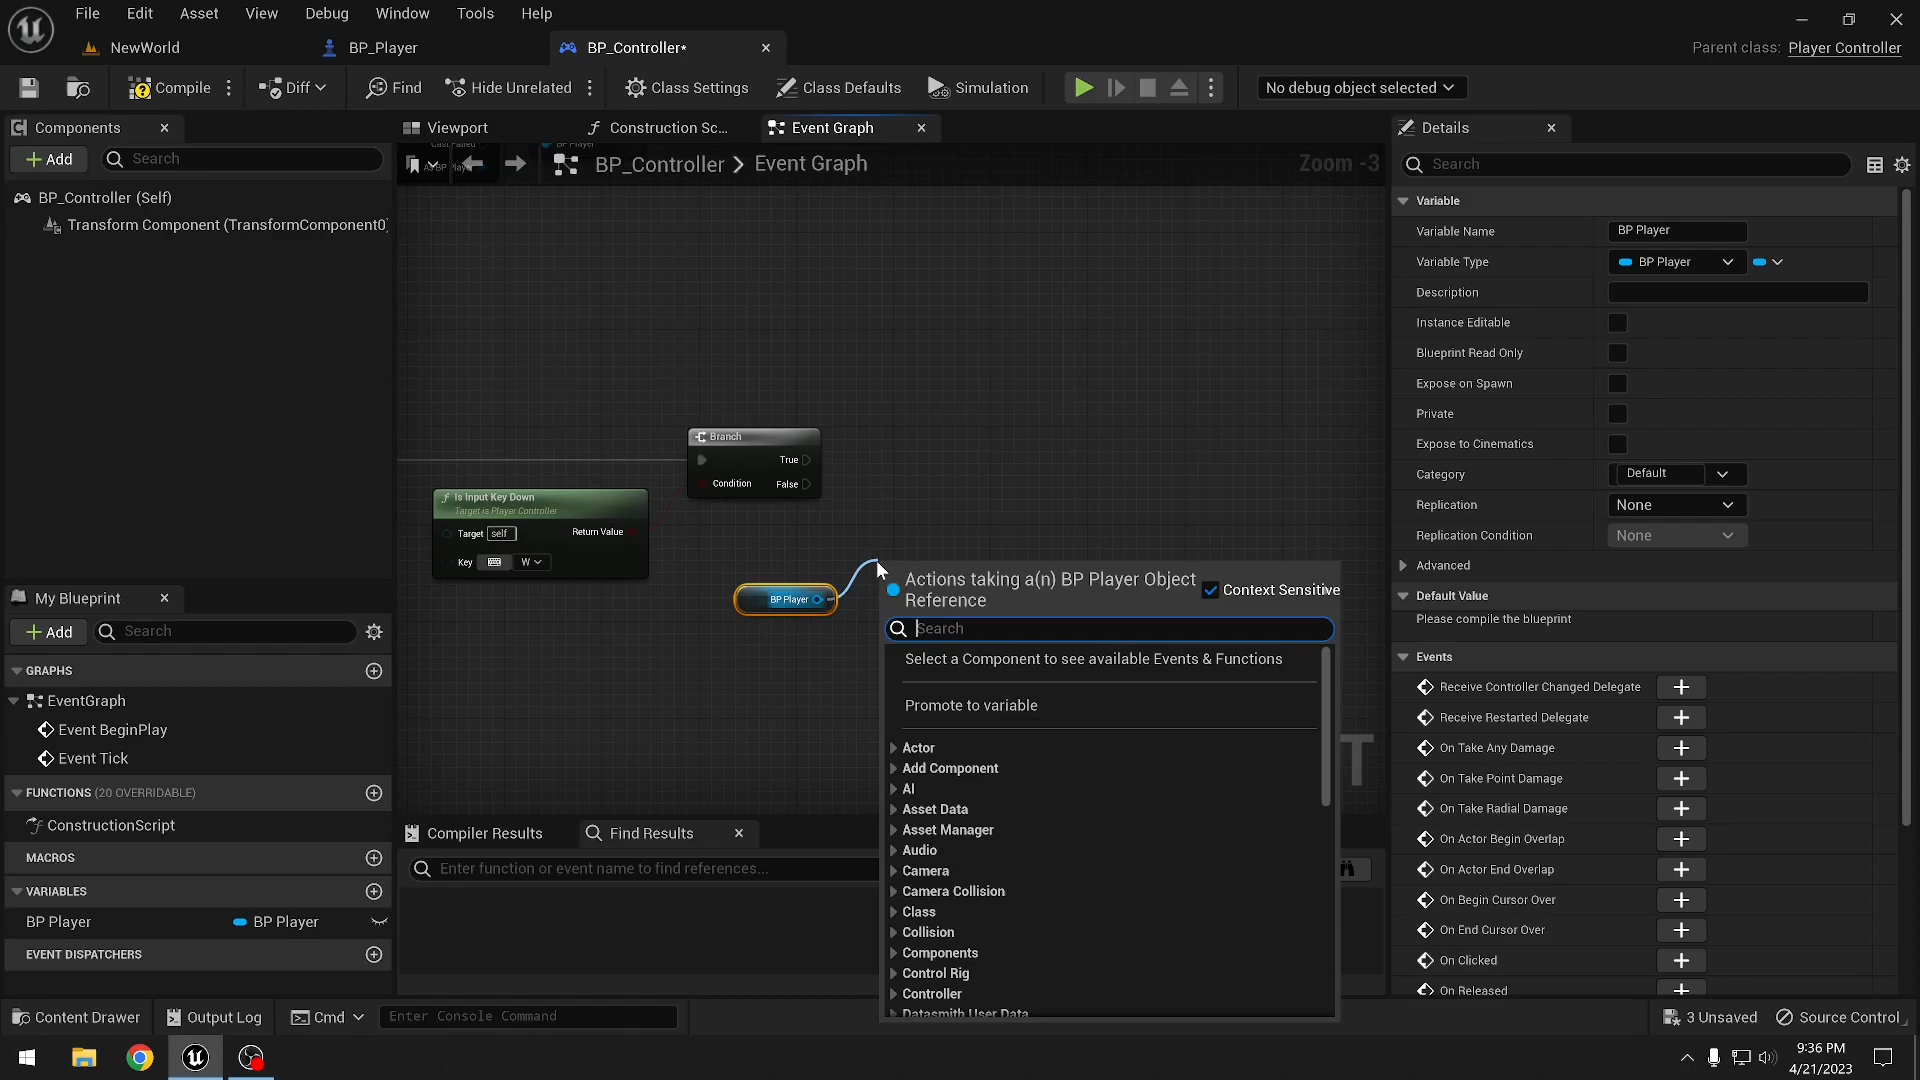 File Edit Asset View Debug Window Tools Help
NewWorld
BP_Player
BP_Controller*
Parent class: Player Controller
Compile
Diff
Find
Hide Unrelated
Class Settings
Class Defaults
Simulation
No debug object selected
Components
Add
Search
BP_Controller (Self)
Transform Component (TransformComponent0)
My Blueprint
Add
Search
GRAPHS
EventGraph
Event BeginPlay
Event Tick
FUNCTIONS (20 OVERRIDABLE)
ConstructionScript
MACROS
VARIABLES
BP Player BP Player
EVENT DISPATCHERS
Viewport
Construction Sc...
Event Graph
BP_Controller > Event Graph
Zoom -3
Branch
True
Condition False
Is Input Key Down
Target is Player Controller
Target self Return Value
Key W
BP Player
Actions taking a(n) BP Player Object
Reference
Context Sensitive
Search
Select a Component to see available Events & Functions
Promote to variable
Actor
Add Component
AI
Asset Data
Asset Manager
Audio
Camera
Camera Collision
Class
Collision
Components
Control Rig
Controller
Datasmith User Data
Compiler Results
Find Results
Enter function or event name to find references...
Details
Search
Variable
Variable Name BP Player
Variable Type BP Player
Description
Instance Editable
Blueprint Read Only
Expose on Spawn
Private
Expose to Cinematics
Category Default
Replication None
Replication Condition None
Advanced
Default Value
Please compile the blueprint
Events
Receive Controller Changed Delegate
Receive Restarted Delegate
On Take Any Damage
On Take Point Damage
On Take Radial Damage
On Actor Begin Overlap
On Actor End Overlap
On Begin Cursor Over
On End Cursor Over
On Clicked
On Released
Content Drawer
Output Log
Cmd
Enter Console Command
3 Unsaved
Source Control
9:36 PM
4/21/2023